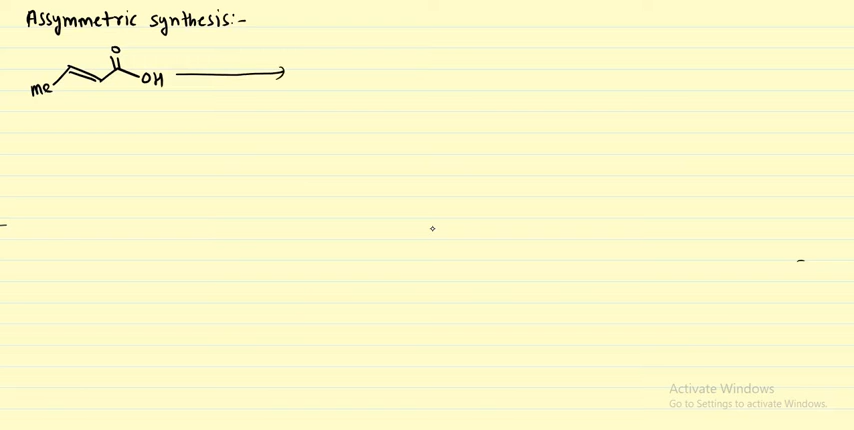 Assymmetric synthesis:-
O
Me OH
Activate Windows
Go to Settings to activate Windows.